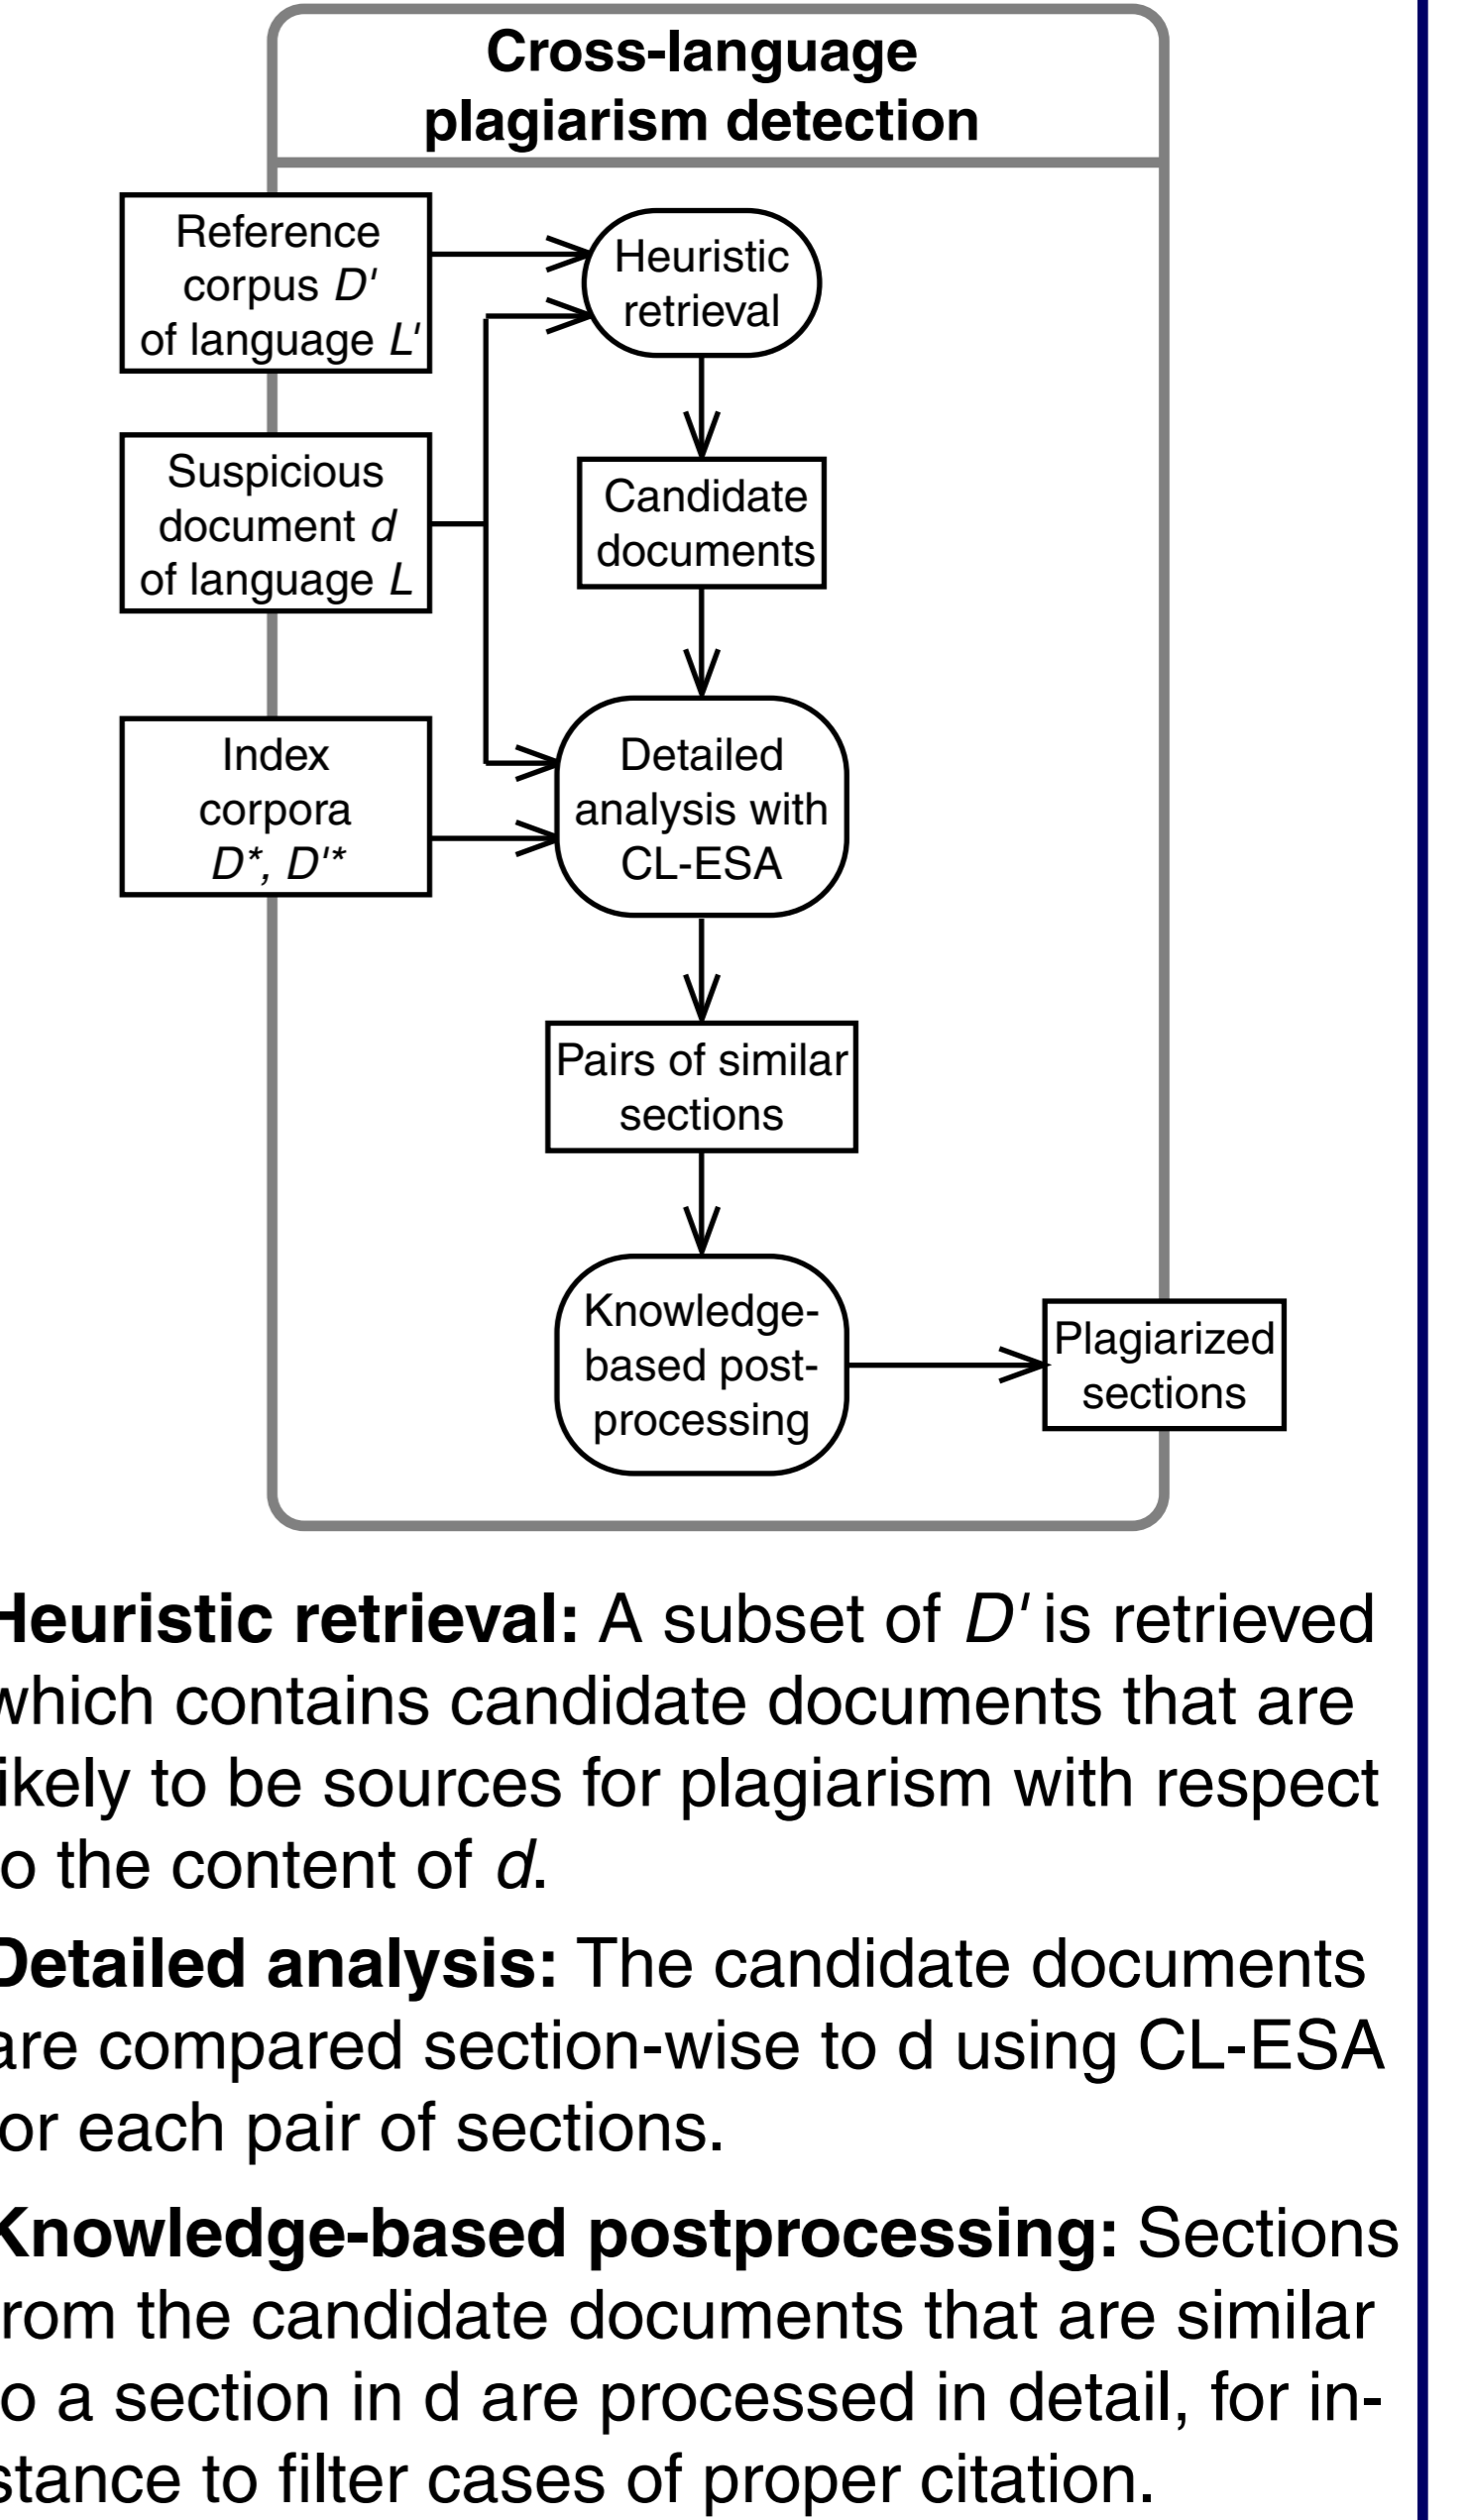 Cross-language
plagiarism detection
Reference
corpus D'
of language L'
Heuristic
retrieval
Suspicious
document d
of language L
Candidate
documents
Index
corpora
D*, D'*
Detailed
analysis with
CL-ESA
Pairs of similar
sections
Knowledge-
based post-
processing
Plagiarized
sections
Heuristic retrieval: A subset of D' is retrieved
which contains candidate documents that are
likely to be sources for plagiarism with respect
to the content of d.
Detailed analysis: The candidate documents
are compared section-wise to d using CL-ESA
for each pair of sections.
Knowledge-based postprocessing: Sections
from the candidate documents that are similar
to a section in d are processed in detail, for in-
stance to filter cases of proper citation.